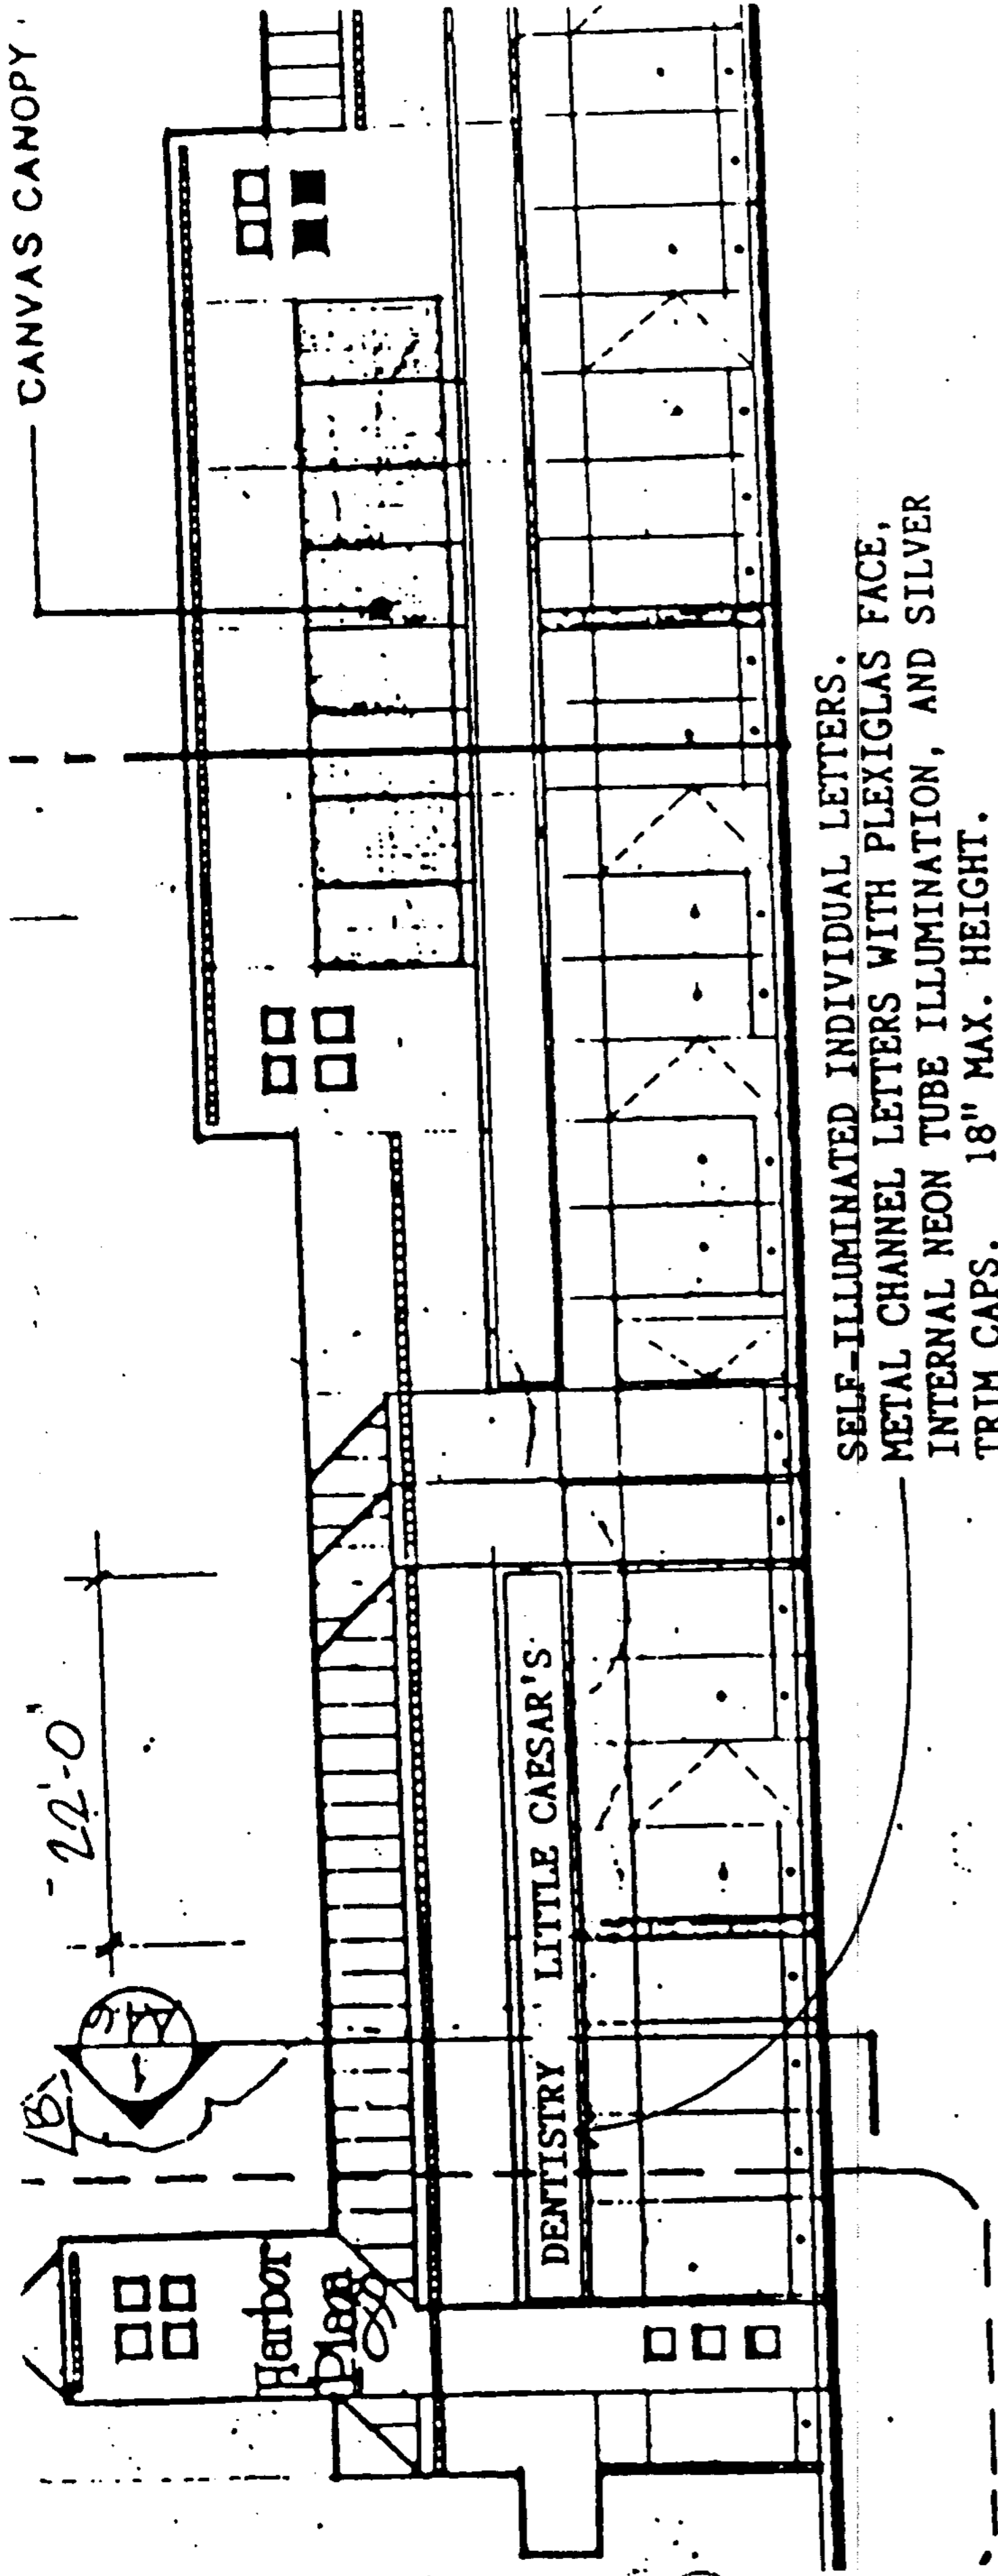 CANVAS CANOPY
22'-0"
B
Harbor
Plaza
DENTISTRY LITTLE CAESAR'S
SELF-ILLUMINATED INDIVIDUAL LETTERS.
METAL CHANNEL LETTERS WITH PLEXIGLAS FACE,
INTERNAL NEON TUBE ILLUMINATION, AND SILVER
TRIM CAPS. 18" MAX. HEIGHT.